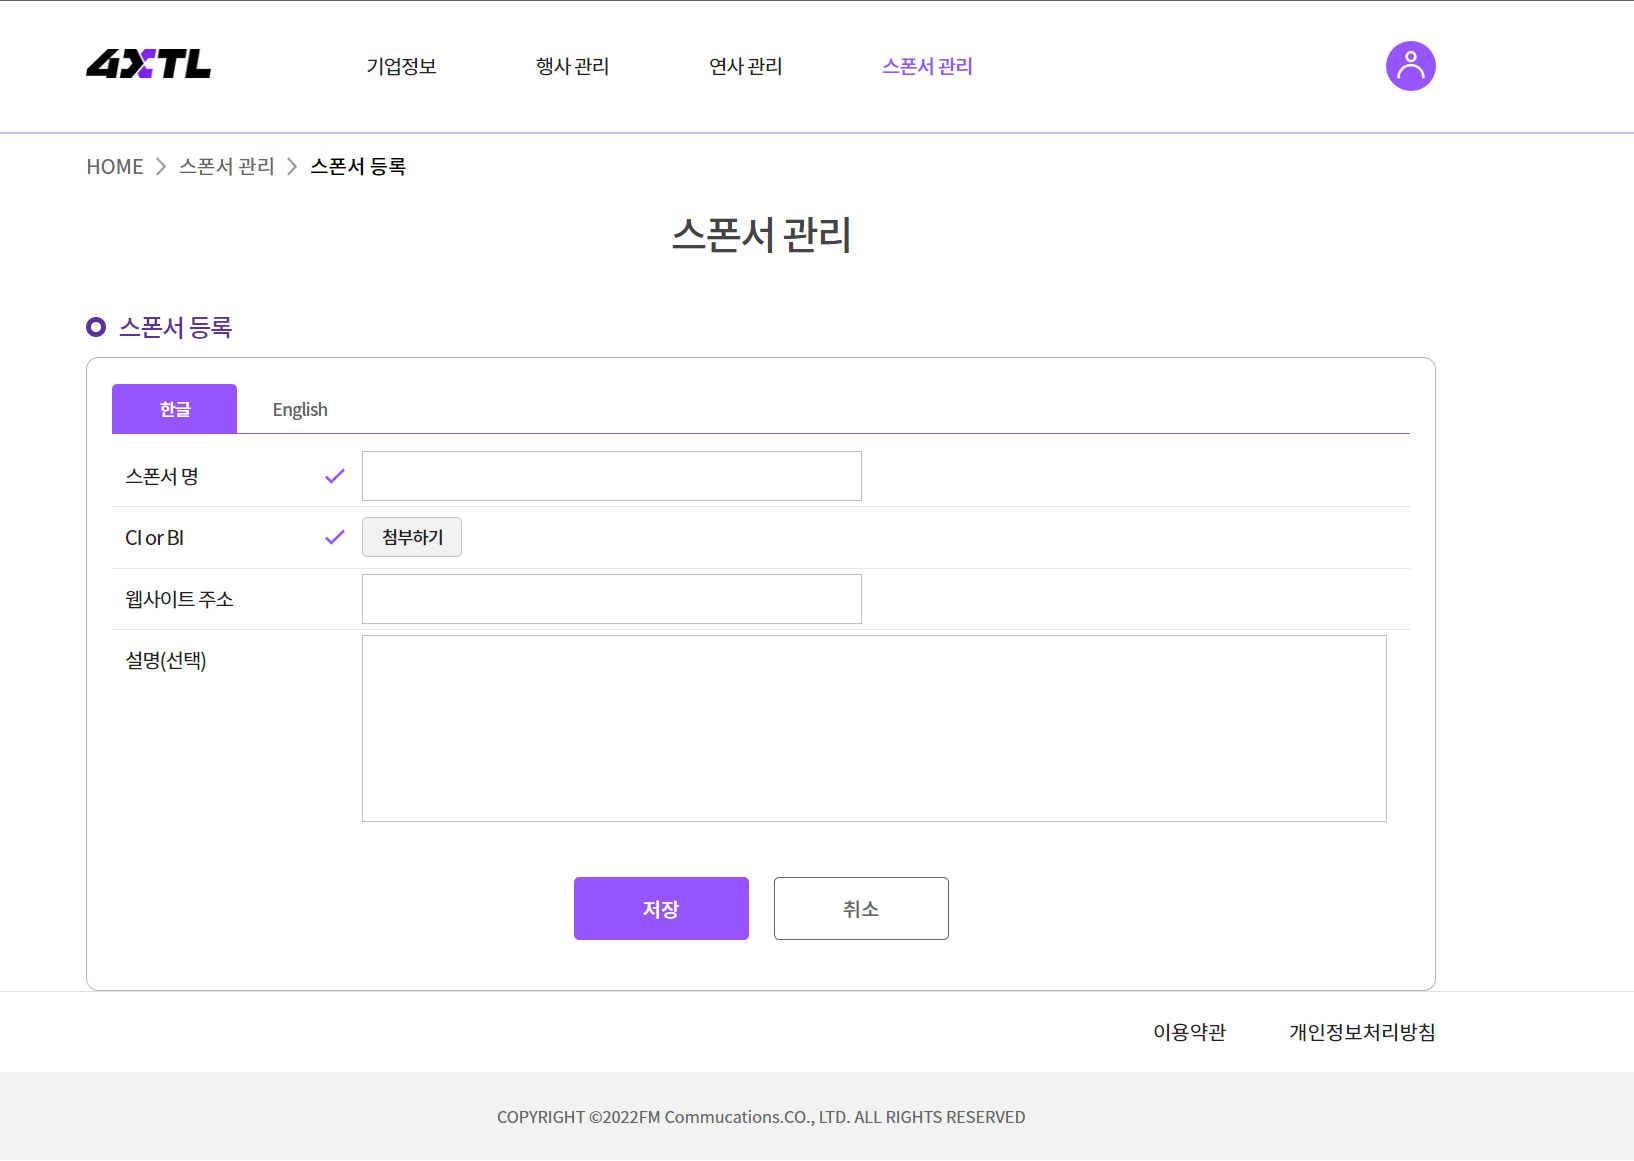 4XTL
기업정보 행사 관리 연사 관리 스폰서 관리
HOME 스폰서 관리 스폰서 등록
스폰서 관리
스폰서 등록
한글 English
스폰서 명
CI or BI 첨부하기
웹사이트 주소
설명(선택)
저장 취소
이용약관 개인정보처리방침
COPYRIGHT ©2022FM Commucations.CO., LTD. ALL RIGHTS RESERVED